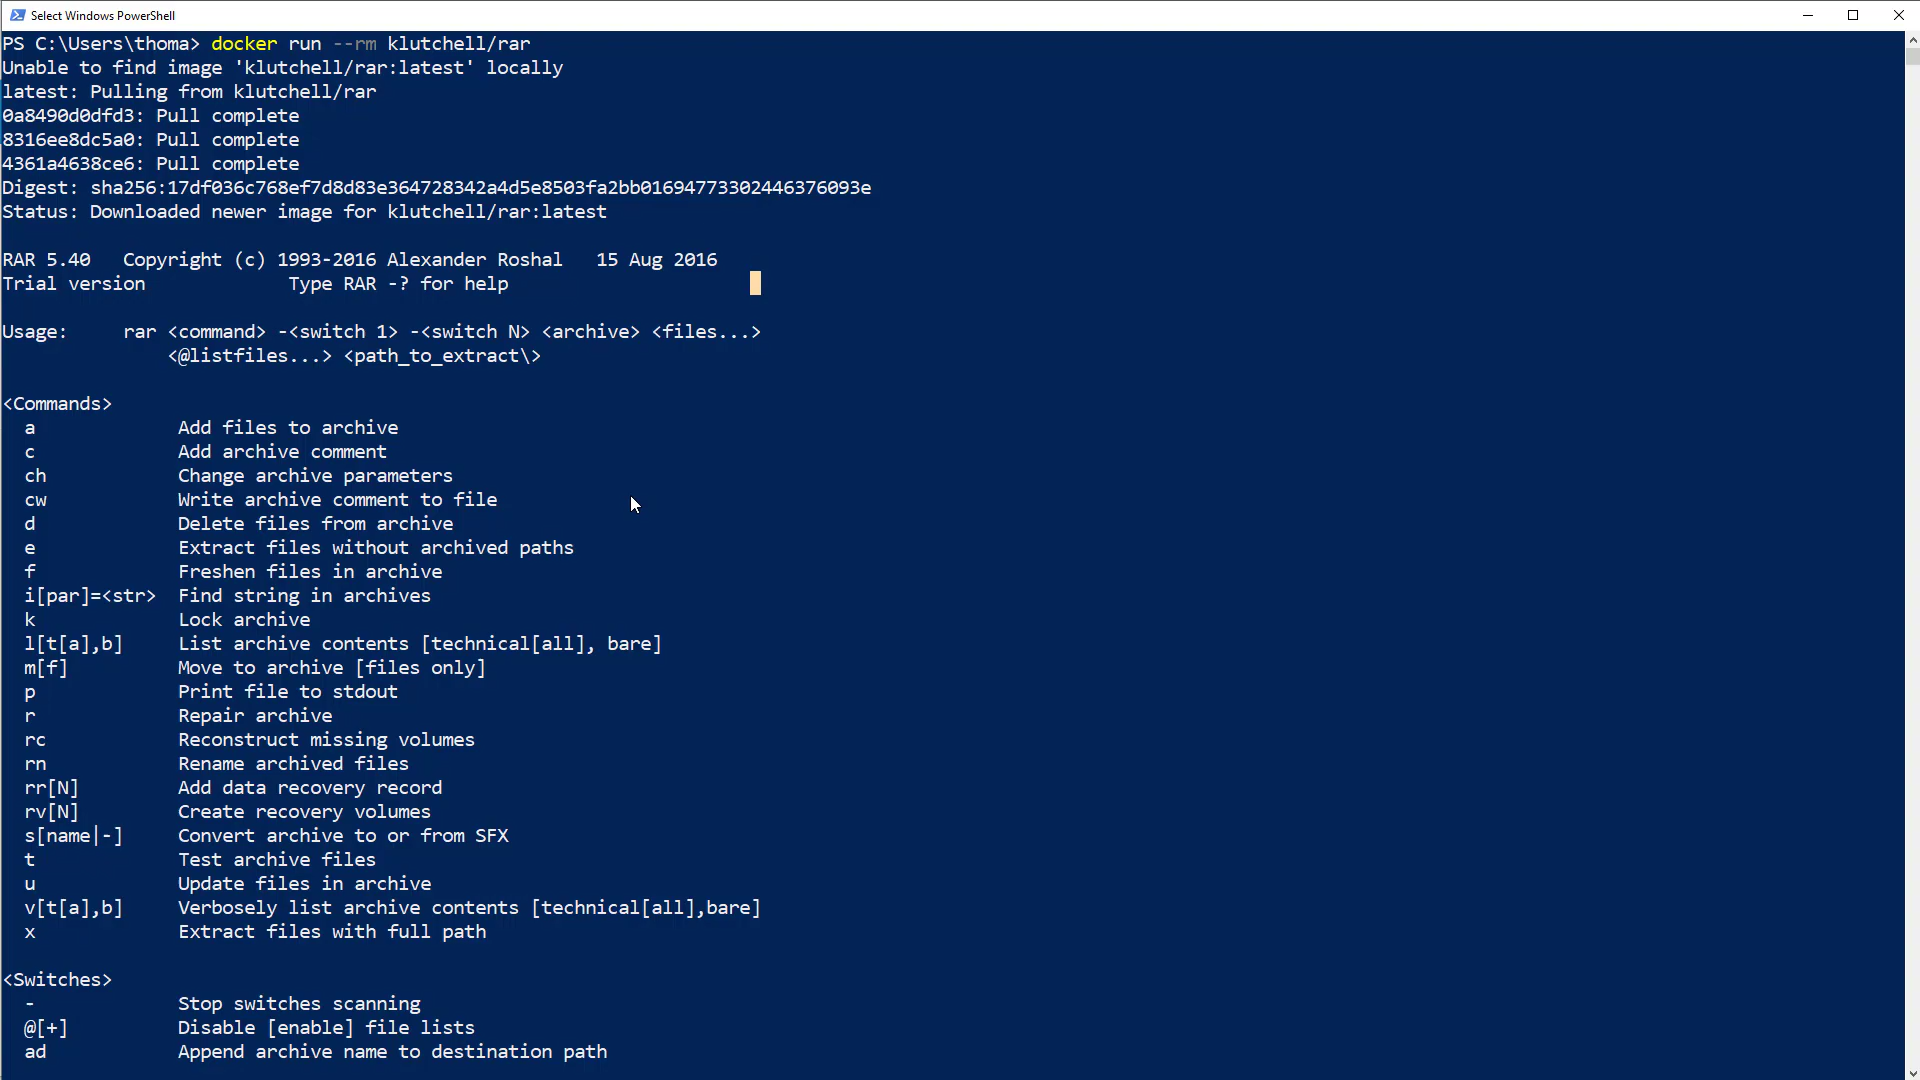 Select Windows PowerShell
PS C:\Users\thoma> docker run --rm klutchell/rar
Unable to find image 'klutchell/rar:latest' locally
latest: Pulling from klutchell/rar
0a8490d0dfd3: Pull complete
8316ee8dc5a0: Pull complete
4361a4638ce6: Pull complete
Digest: sha256:17df036c768ef7d8d83e364728342a4d5e8503fa2bb01694773302446376093e
Status: Downloaded newer image for klutchell/rar:latest
RAR 5.40   Copyright (c) 1993-2016 Alexander Roshal   15 Aug 2016
Trial version             Type RAR -? for help
Usage:     rar <command> -<switch 1> -<switch N> <archive> <files...>
               <@listfiles...> <path_to_extract\>
<Commands>
  a             Add files to archive
  c             Add archive comment
  ch            Change archive parameters
  cw            Write archive comment to file
  d             Delete files from archive
  e             Extract files without archived paths
  f             Freshen files in archive
  i[par]=<str>  Find string in archives
  k             Lock archive
  l[t[a],b]     List archive contents [technical[all], bare]
  m[f]          Move to archive [files only]
  p             Print file to stdout
  r             Repair archive
  rc            Reconstruct missing volumes
  rn            Rename archived files
  rr[N]         Add data recovery record
  rv[N]         Create recovery volumes
  s[name|-]     Convert archive to or from SFX
  t             Test archive files
  u             Update files in archive
  v[t[a],b]     Verbosely list archive contents [technical[all],bare]
  x             Extract files with full path
<Switches>
  -             Stop switches scanning
  @[+]          Disable [enable] file lists
  ad            Append archive name to destination path